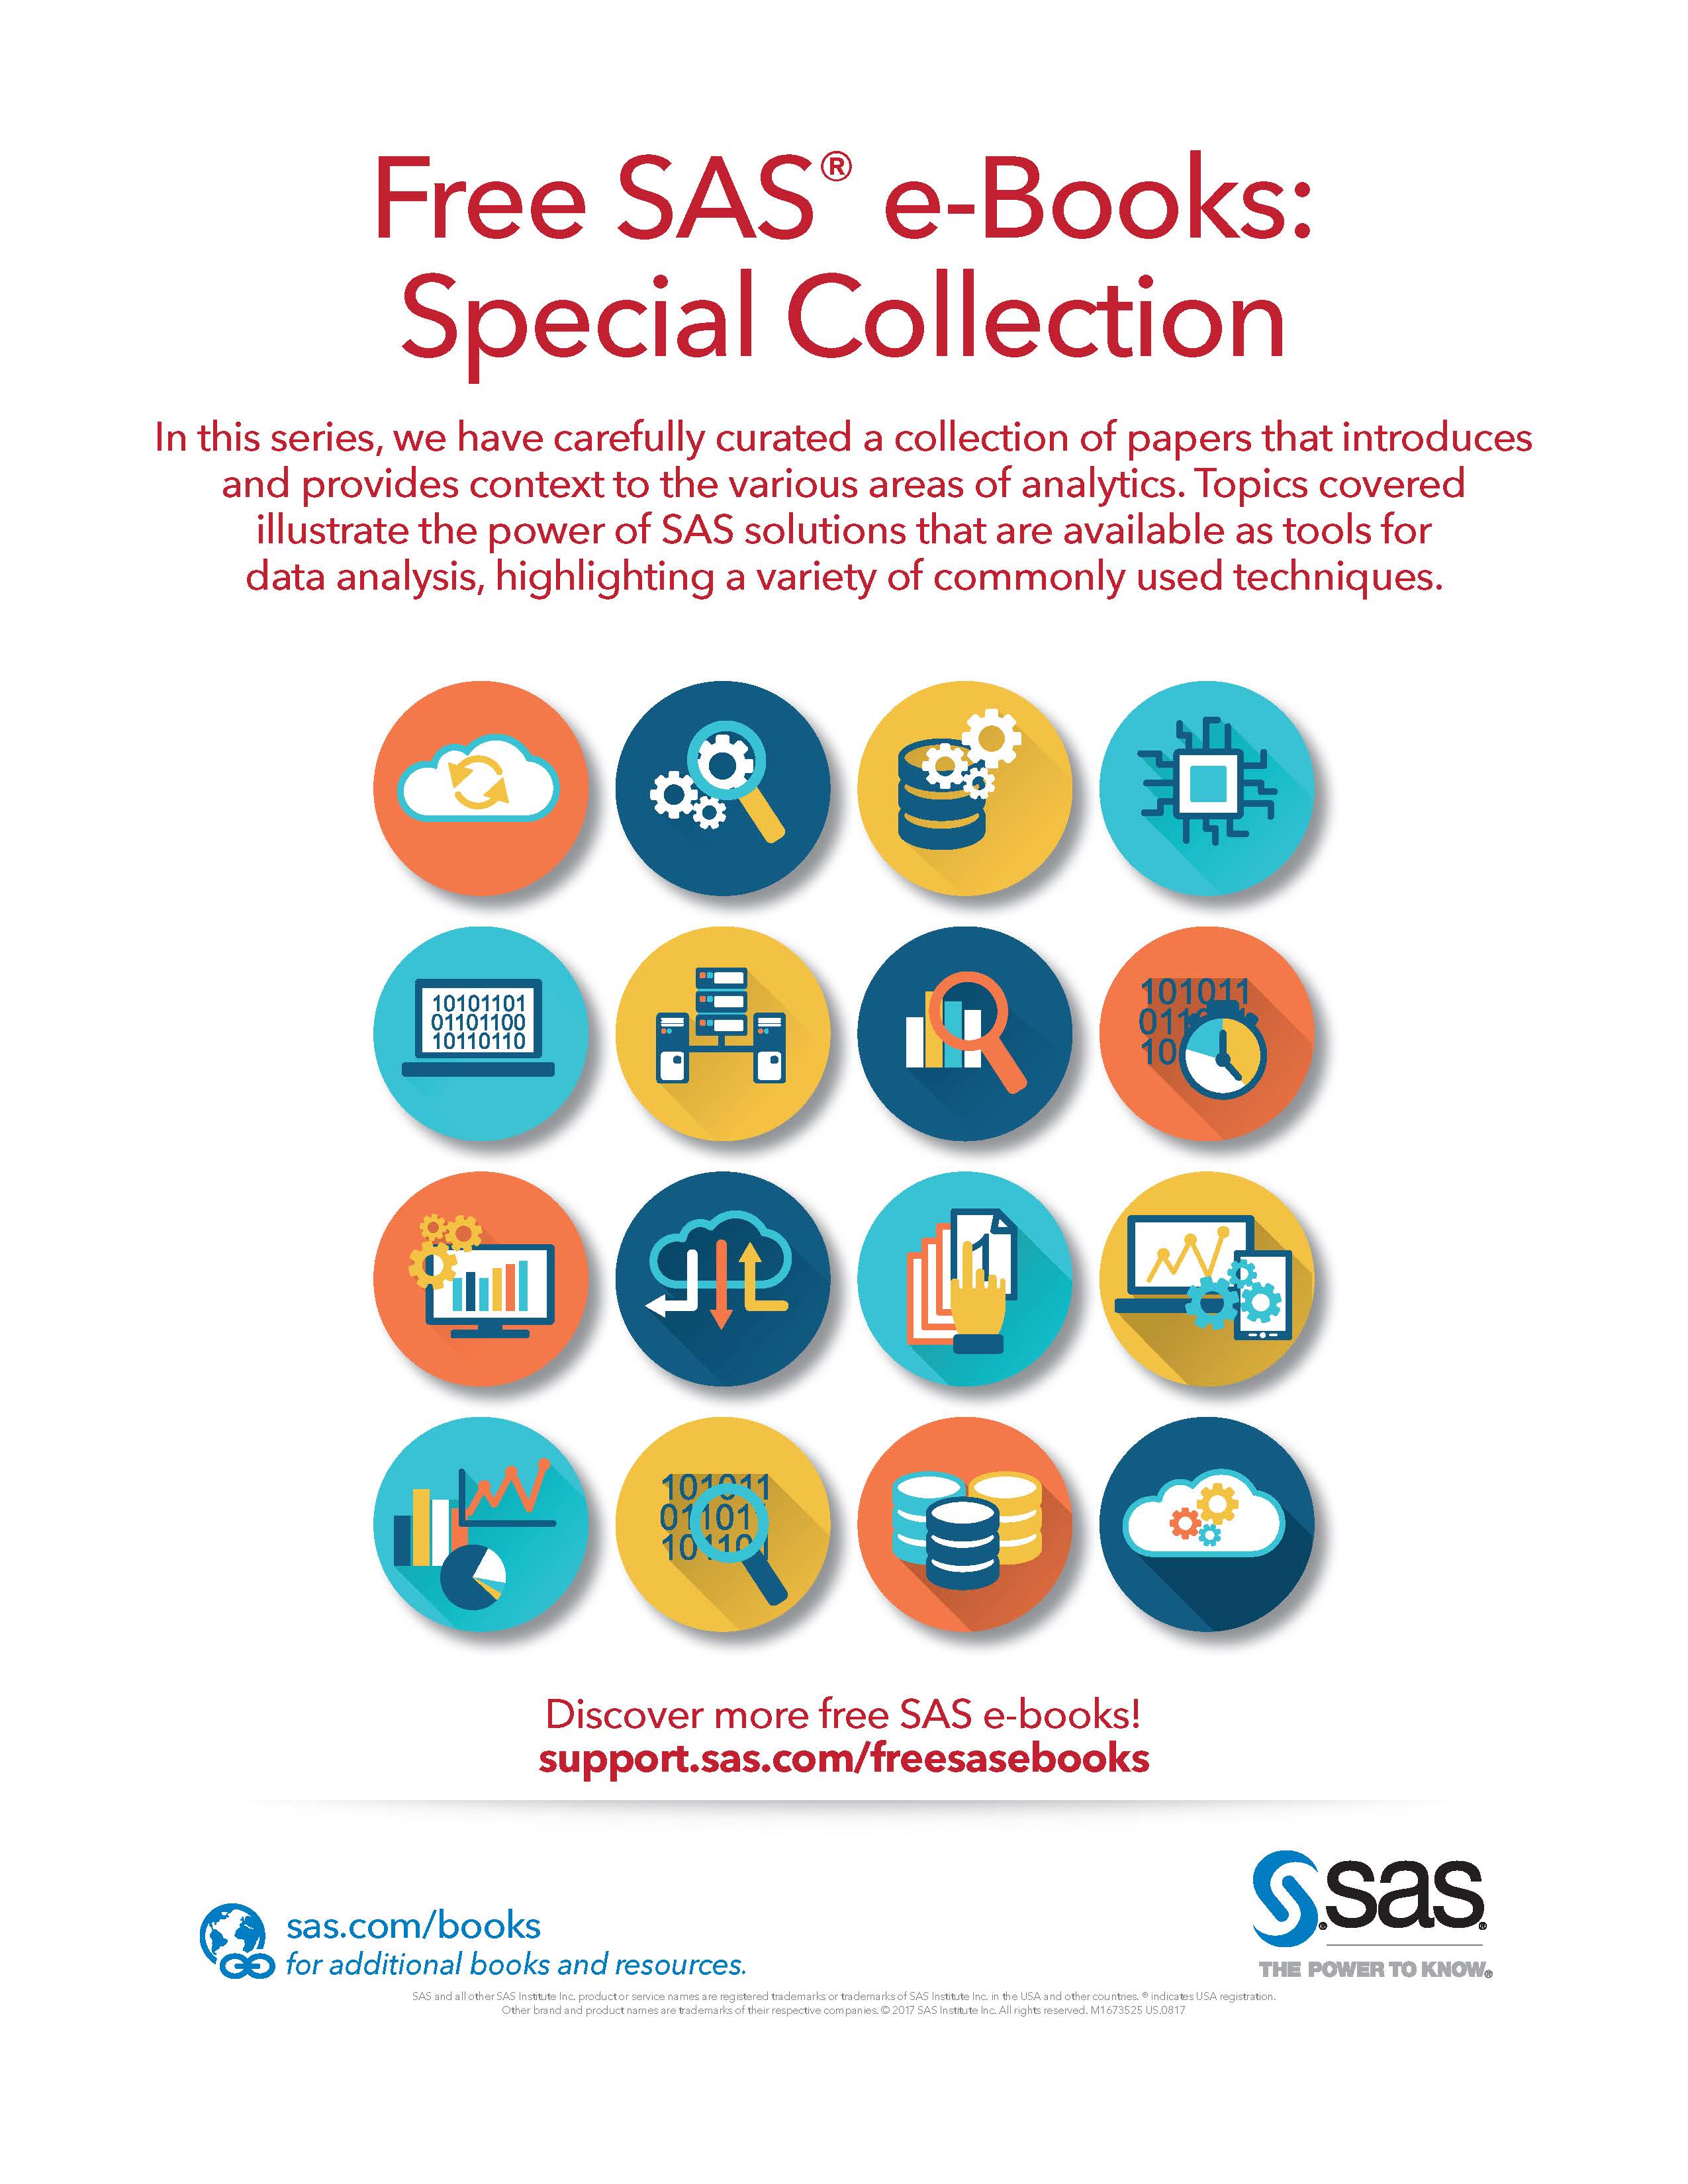 Free SAS® e-Books:
Special Collection
In this series, we have carefully curated a collection of papers that introduces
and provides context to the various areas of analytics. Topics covered
illustrate the power of SAS solutions that are available as tools for
data analysis, highlighting a variety of commonly used techniques.
10101101
01101100
10110110
101011
011
10
1
101011
01101
10110
Discover more free SAS e-books!
support.sas.com/freesasebooks
sas.com/books
for additional books and resources.
sas®
THE POWER TO KNOW®
SAS and all other SAS Institute Inc. product or service names are registered trademarks or trademarks of SAS Institute Inc. in the USA and other countries. ® indicates USA registration.
Other brand and product names are trademarks of their respective companies. © 2017 SAS Institute Inc. All rights reserved. M1673525 US.0817